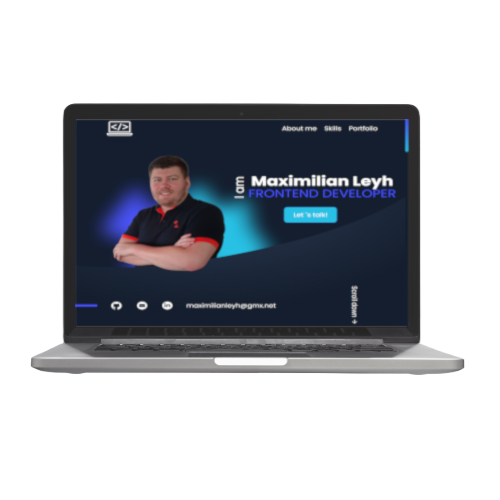 </>
About me Skills Portfolio
I am
Maximilian Leyh
FRONTEND DEVELOPER
Let 's talk!
Scroll down →
maximilianleyh@gmx.net